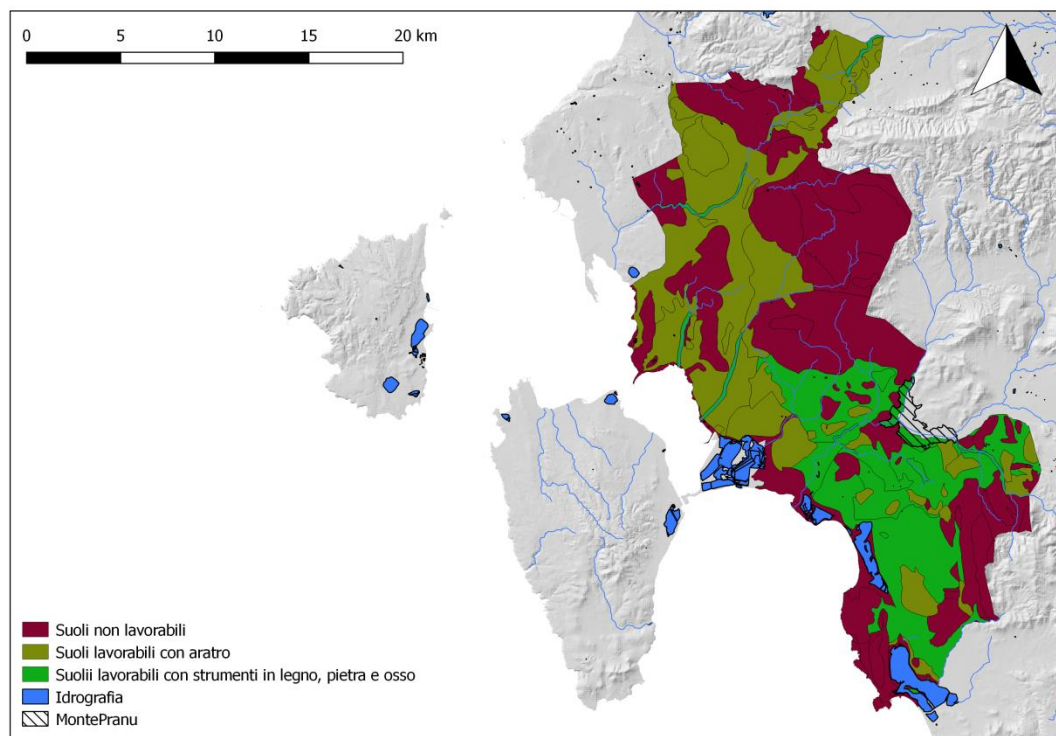 0 5 10 15 20 km
Suoli non lavorabili
Suoli lavorabili con aratro
Suolii lavorabili con strumenti in legno, pietra e osso
Idrografia
MontePranu